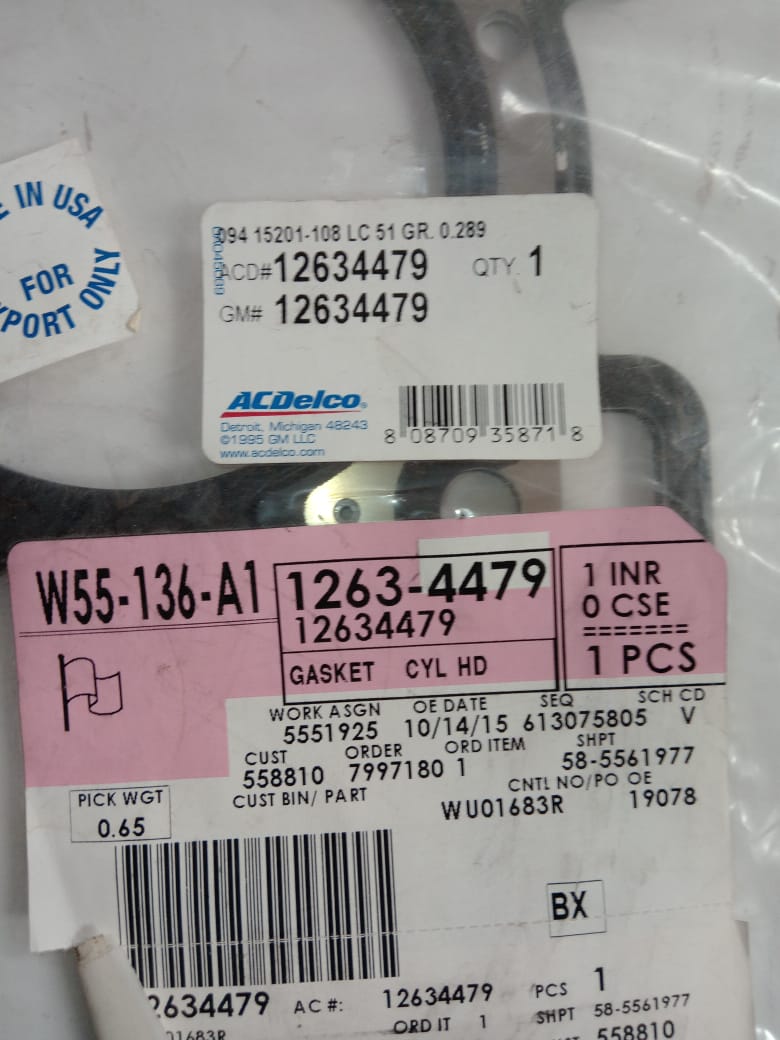 IN USA
FOR
PORT ONLY
094 15201-108 LC 51 GR. 0.289
ACD# 12634479 QTY. 1
GM# 12634479
ACDelco®
Detroit, Michigan 48243
©1995 GM LLC
www.acdelco.com
8 08709 35871 8
W55-136-A1
1263-4479
12634479
GASKET CYL HD
1 INR
0 CSE
=======
1 PCS
WORK ASGN OE DATE SEQ SCH CD
5551925 10/14/15 613075805 V
CUST ORDER ORD ITEM SHPT
558810 7997180 1 58-5561977
CUST BIN/ PART CNTL NO/PO OE
WU01683R 19078
PICK WGT
0.65
BX
2634479 AC #: 12634479 PCS 1
01683R ORD IT 1 SHPT 58-5561977
558810